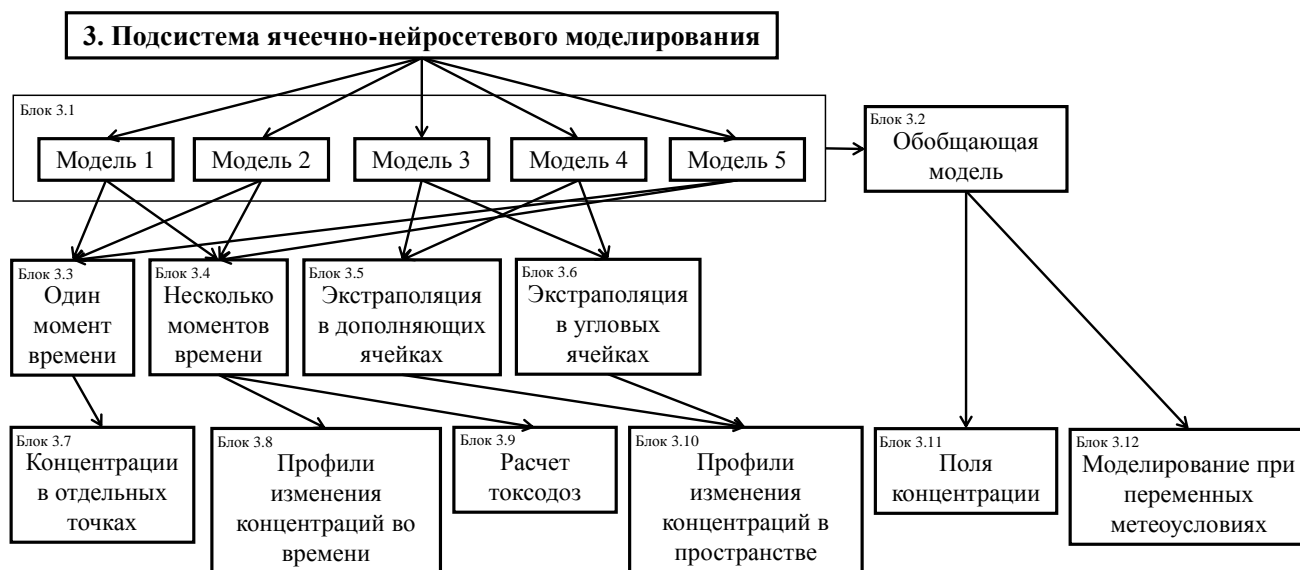 3. Подсистема ячеечно-нейросетевого моделирования
Блок 3.1
Модель 1
Модель 2
Модель 3
Модель 4
Модель 5
Блок 3.2
Обобщающая
модель
Блок 3.3
Один
момент
времени
Блок 3.4
Несколько
моментов
времени
Блок 3.5
Экстраполяция
в дополняющих
ячейках
Блок 3.6
Экстраполяция
в угловых
ячейках
Блок 3.7
Концентрации
в отдельных
точках
Блок 3.8
Профили
изменения
концентраций во
времени
Блок 3.9
Расчет
токсодоз
Блок 3.10
Профили
изменения
концентраций в
пространстве
Блок 3.11
Поля
концентрации
Блок 3.12
Моделирование при
переменных
метеоусловиях